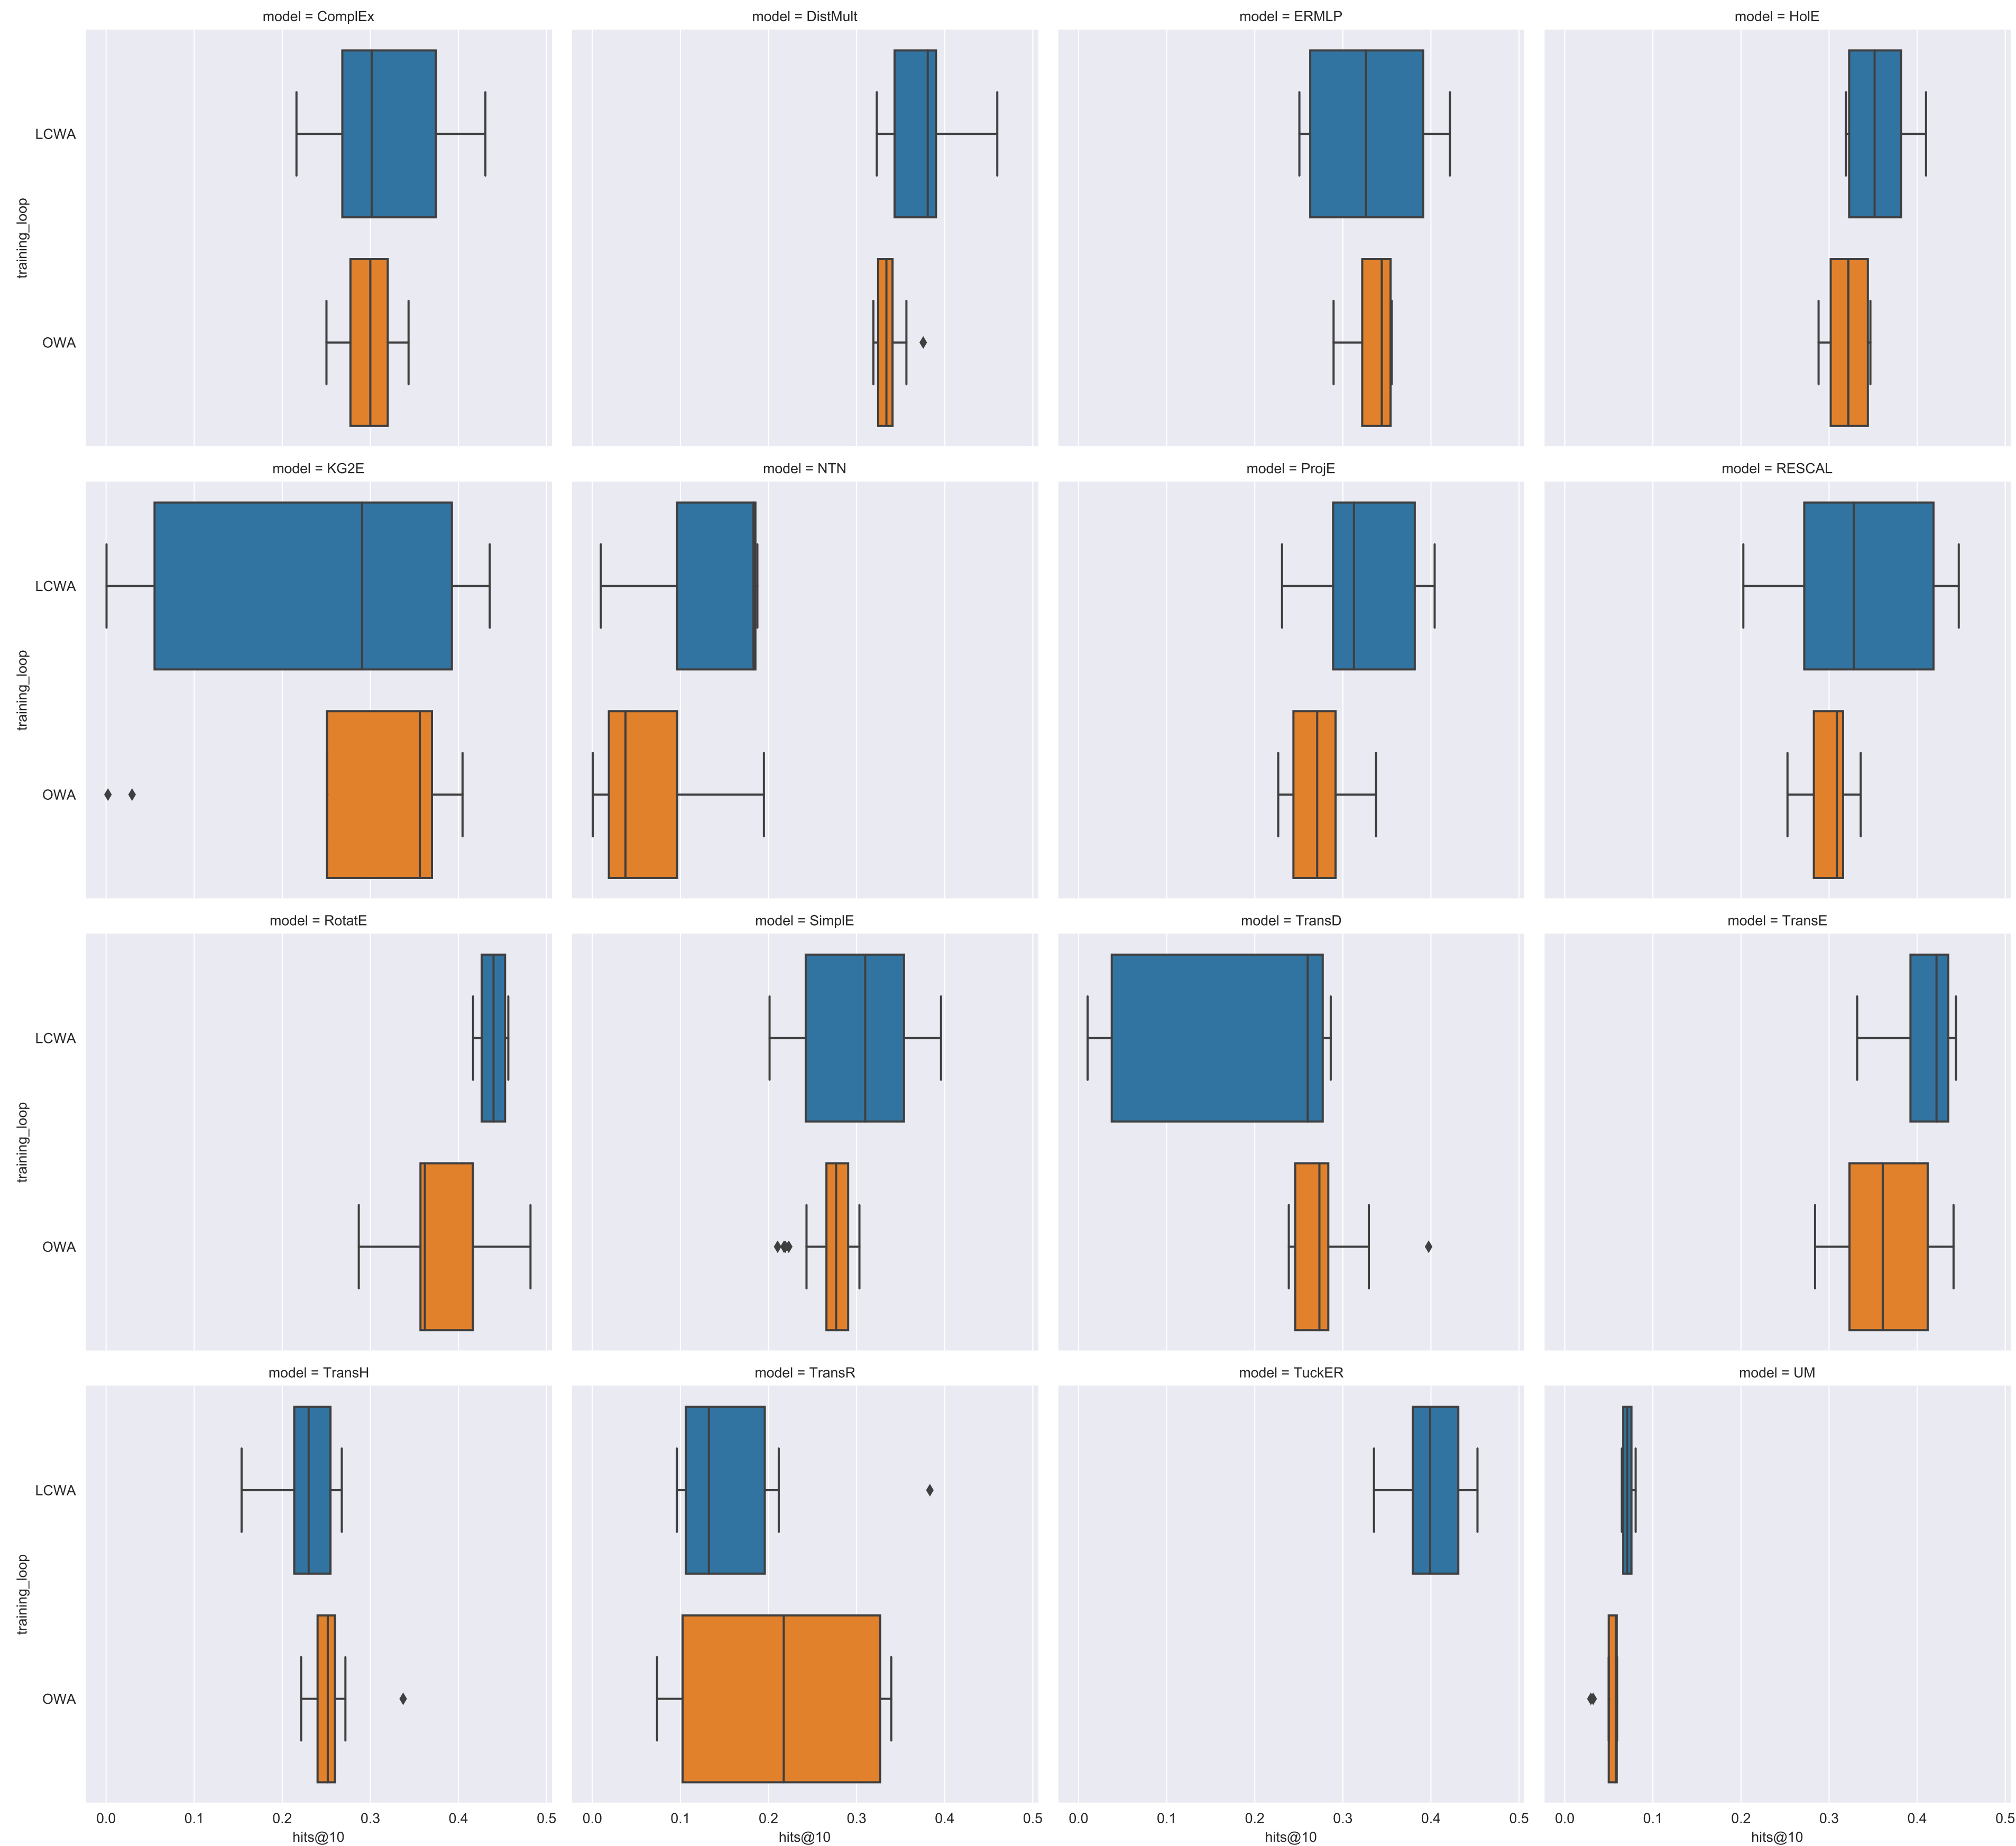 model = ComplEx
model = DistMult
model = ERMLP
model = HolE
LCWA
OWA
training_loop
model = KG2E
model = NTN
model = ProjE
model = RESCAL
LCWA
OWA
training_loop
model = RotatE
model = SimplE
model = TransD
model = TransE
LCWA
OWA
training_loop
model = TransH
model = TransR
model = TuckER
model = UM
LCWA
OWA
training_loop
0.0 0.1 0.2 0.3 0.4 0.5
hits@10
0.0 0.1 0.2 0.3 0.4 0.5
hits@10
0.0 0.1 0.2 0.3 0.4 0.5
hits@10
0.0 0.1 0.2 0.3 0.4 0.5
hits@10